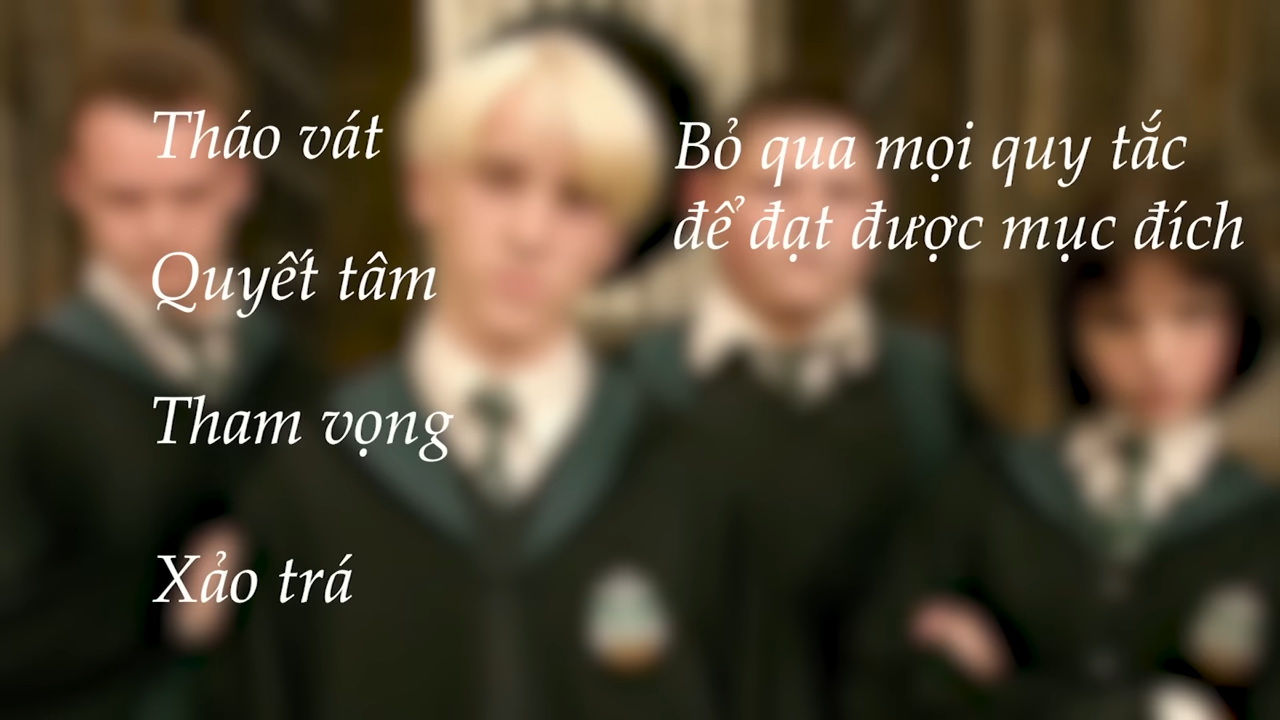 Tháo vát
Quyết tâm
Tham vọng
Xảo trá
Bỏ qua mọi quy tắc
để đạt được mục đích